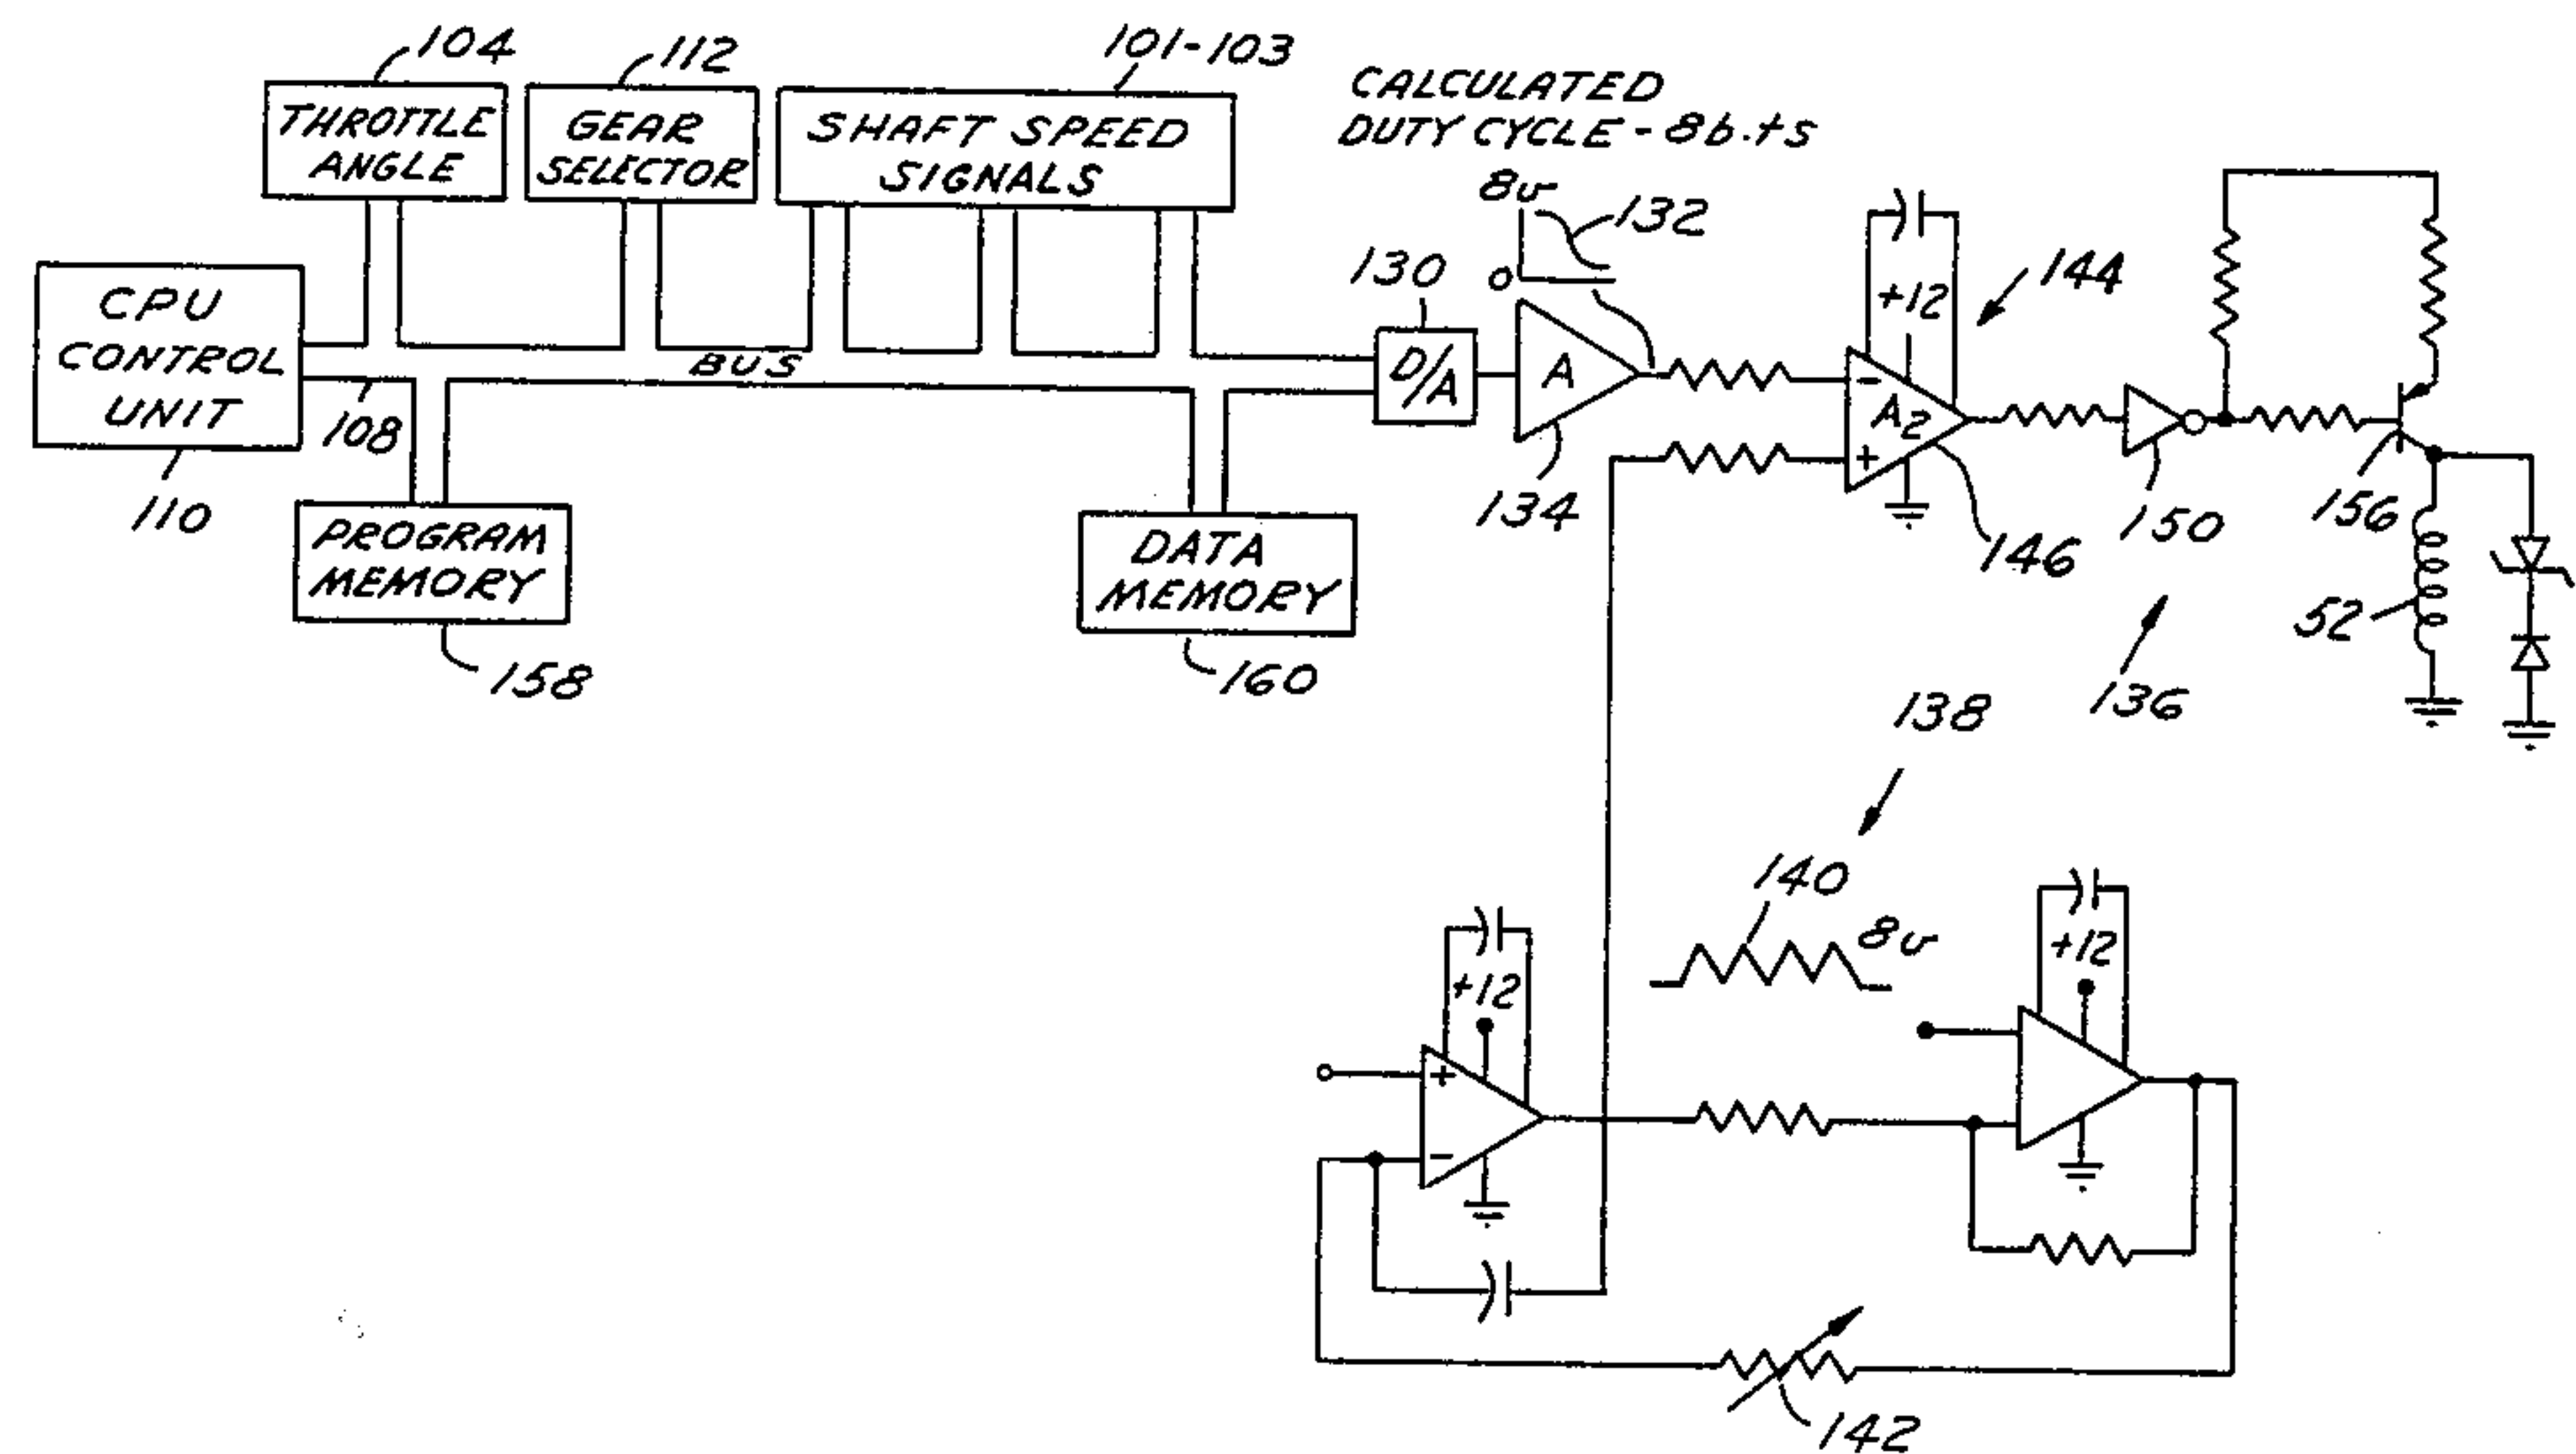 104
112
101-103
THROTTLE
ANGLE
GEAR
SELECTOR
SHAFT SPEED
SIGNALS
CALCULATED
DUTY CYCLE - 8b.ts
8v
132
0
130
CPU
CONTROL
UNIT
BUS
108
110
D/A
A
134
+12
144
-
A2
+
146
150
156
52
136
PROGRAM
MEMORY
158
DATA
MEMORY
160
138
140
8v
+12
+
-
+12
142